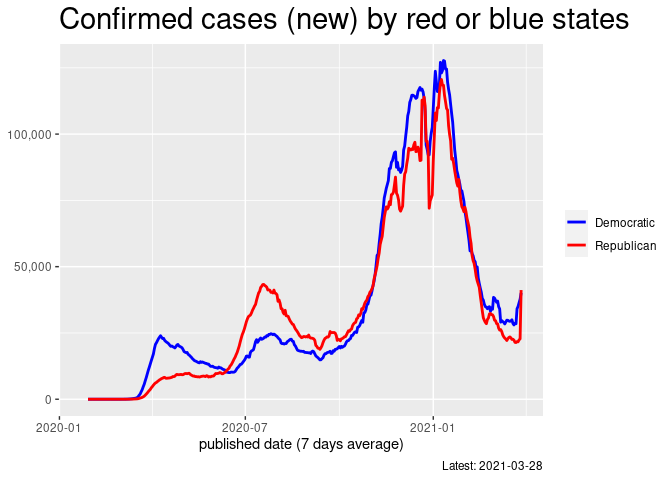 Confirmed cases (new) by red or blue states
100,000
50,000
0
2020-01
2020-07
2021-01
published date (7 days average)
Democratic
Republican
Latest: 2021-03-28